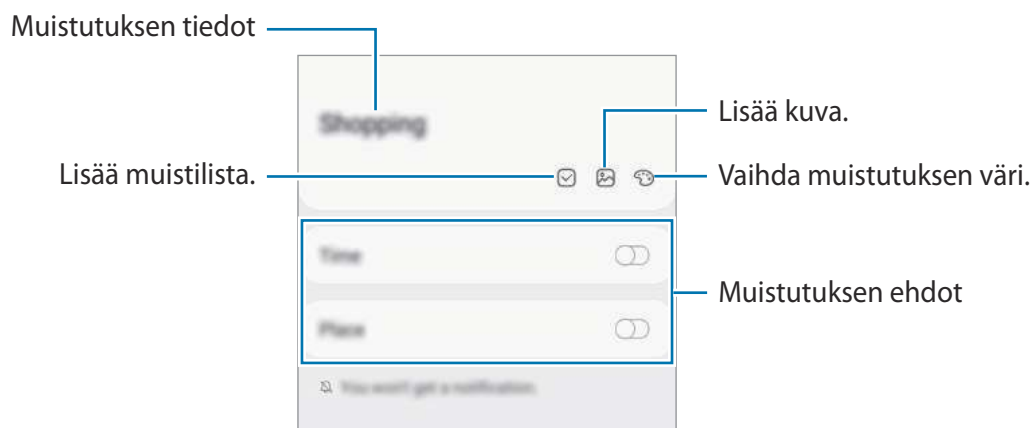 Muistutuksen tiedot
Shopping
Lisää kuva.
Lisää muistilista.
Vaihda muistutuksen väri.
Time
Muistutuksen ehdot
Place
You won't get a notification.